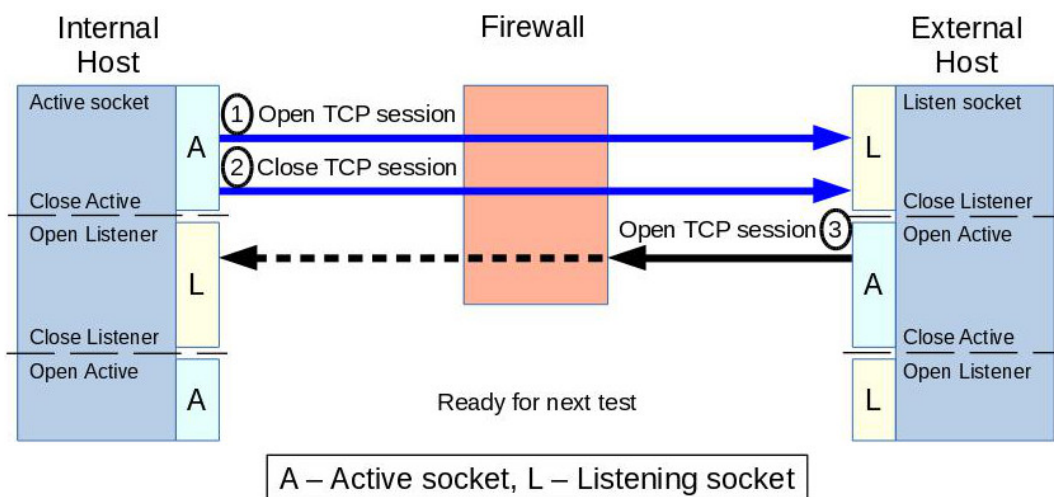 Internal
Host
Firewall
External
Host
Active socket
A
1 Open TCP session
L
Listen socket
2 Close TCP session
Close Active
Close Listener
Open Listener
L
Open TCP session 3
A
Open Active
Close Listener
Close Active
Open Active
A
Ready for next test
L
Open Listener
A – Active socket, L – Listening socket